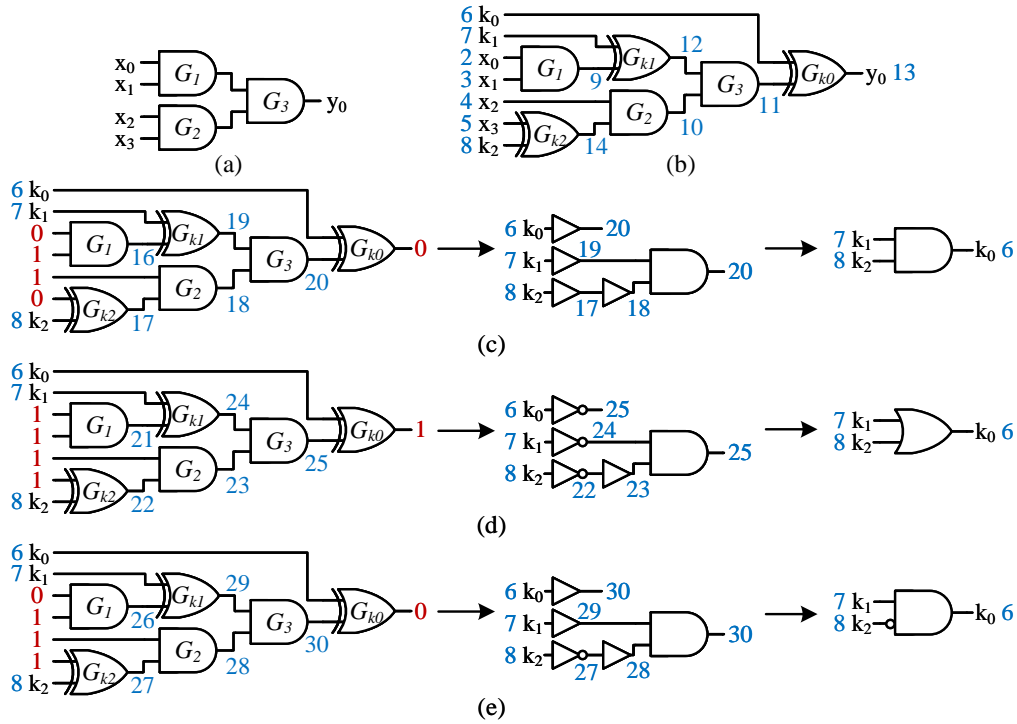 x0 x1 G1 x2 x3 G2 G3 y0
(a)
6 k0
7 k1
2 x0
3 x1
4 x2
5 x3
8 k2
G1 9 Gk1 12 G2 10 Gk2 14 G3 11 Gk0 y0 13
(b)
6 k0
7 k1
0
1
1
0
8 k2
G1 16 Gk1 19 G2 18 Gk2 17 G3 20 Gk0 0
6 k0 20
7 k1 19
8 k2 17 18
20
7 k1
8 k2
k0 6
(c)
6 k0
7 k1
1
1
1
1
8 k2
G1 21 Gk1 24 G2 23 Gk2 22 G3 25 Gk0 1
6 k0 25
7 k1 24
8 k2 22 23
25
7 k1
8 k2
k0 6
(d)
6 k0
7 k1
0
1
1
1
8 k2
G1 26 Gk1 29 G2 28 Gk2 27 G3 30 Gk0 0
6 k0 30
7 k1 29
8 k2 27 28
30
7 k1
8 k2
k0 6
(e)